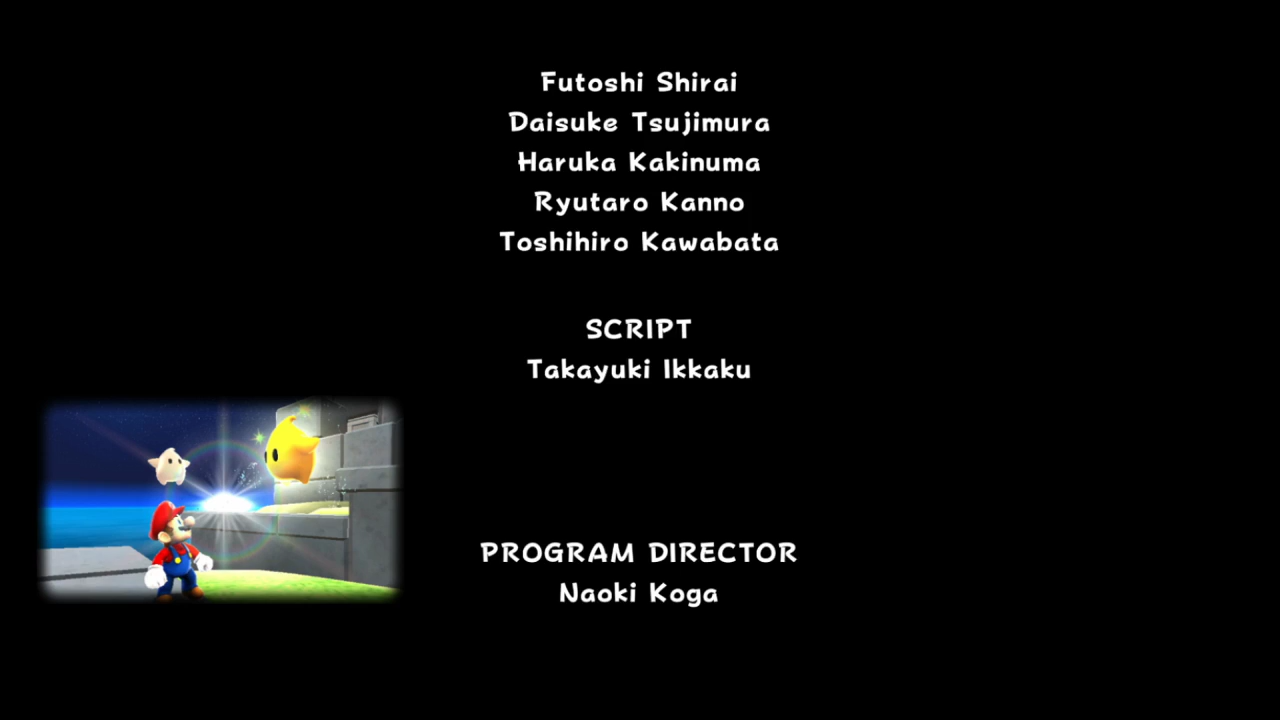 Futoshi Shirai
Daisuke Tsujimura
Haruka Kakinuma
Ryutaro Kanno
Toshihiro Kawabata
SCRIPT
Takayuki Ikkaku
PROGRAM DIRECTOR
Naoki Koga